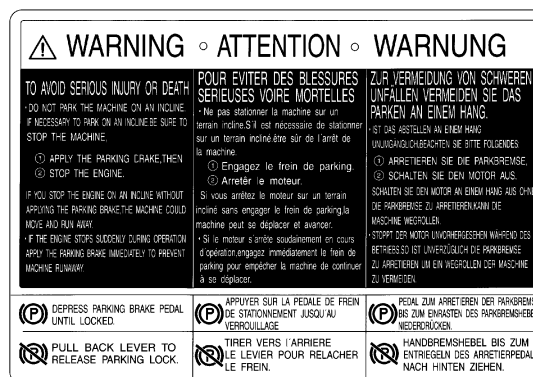 ⚠ WARNING ◦ ATTENTION ◦ WARNUNG
TO AVOID SERIOUS INJURY OR DEATH
· DO NOT PARK THE MACHINE ON AN INCLINE.
IF NECESSARY TO PARK ON AN INCLINE,BE SURE TO
STOP THE MACHINE,
① APPLY THE PARKING CRAKE,THEN
② STOP THE ENGINE.
IF YOU STOP THE ENGINE ON AN INCLINE WITHOUT
APPLYING THE PARKING BRAKE,THE MACHINE COULD
MOVE AND RUN AWAY.
· IF THE ENGINE STOPS SUDDENLY DURING OPERATION
APPLY THE PARKING BRAKE IMMEDIATELY TO PREVENT
MACHINE RUNAWAY.
POUR EVITER DES BLESSURES
SERIEUSES VOIRE MORTELLES
· Ne pas stationner la machine sur un
terrain incline.S'il est nécessaire de stationner
sur un terrain incliné,être sûr de l'arrêt de
la machine.
① Engagez le frein de parking.
② Arretêr le moteur.
Si vous arrêtez le moteur sur un terrain
incliné sans engager le frein de parking,la
machine peut se déplacer et avancer.
· Si le moteur s'arrête soudainement en cours
d'opération,engagez immédiatement le frein de
parking pour empêcher la machine de continuer
à se déplacer.
ZUR VERMEIDUNG VON SCHWEREN
UNFÄLLEN VERMEIDEN SIE DAS
PARKEN AN EINEM HANG.
· IST DAS ABSTELLEN AN EINEM HANG
UNUMGÄNGLICH,BEACHTEN SIE BITTE FOLGENDES:
① ARRETIEREN SIE DIE PARKBREMSE,
② SCHALTEN SIE DEN MOTOR AUS.
SCHALTEN SIE DEN MOTOR AN EINEM HANG AUS OHNE
DIE PARKBREMSE ZU ARRETIEREN,KANN DIE
MASCHINE WEGROLLEN.
· STOPPT DER MOTOR UNVORHERGESEHEN WÄHREND DES
BETRIEBS,SO IST UNVERZÜGLICH DIE PARKBREMSE
ZU ARRETIEREN UM EIN WEGROLLEN DER MASCHINE
ZU VERMEIDEN.
(P) DEPRESS PARKING BRAKE PEDAL
UNTIL LOCKED.
(P) APPUYER SUR LA PEDALE DE FREIN
DE STATIONNEMENT JUSQU'AU
VERROUILLAGE
(P) PEDAL ZUM ARRETIEREN DER PARKBREMS
BIS ZUM EINRASTEN DES PARKBREMSHEBE
NIEDERDRÜCKEN.
(P) PULL BACK LEVER TO
RELEASE PARKING LOCK.
(P) TIRER VERS l'ARRIERE
LE LEVIER POUR RELACHER
LE FREIN.
(P) HANDBREMSHEBEL BIS ZUM
ENTRIEGELN DES ARRETIERPEDAL
NACH HINTEN ZIEHEN.